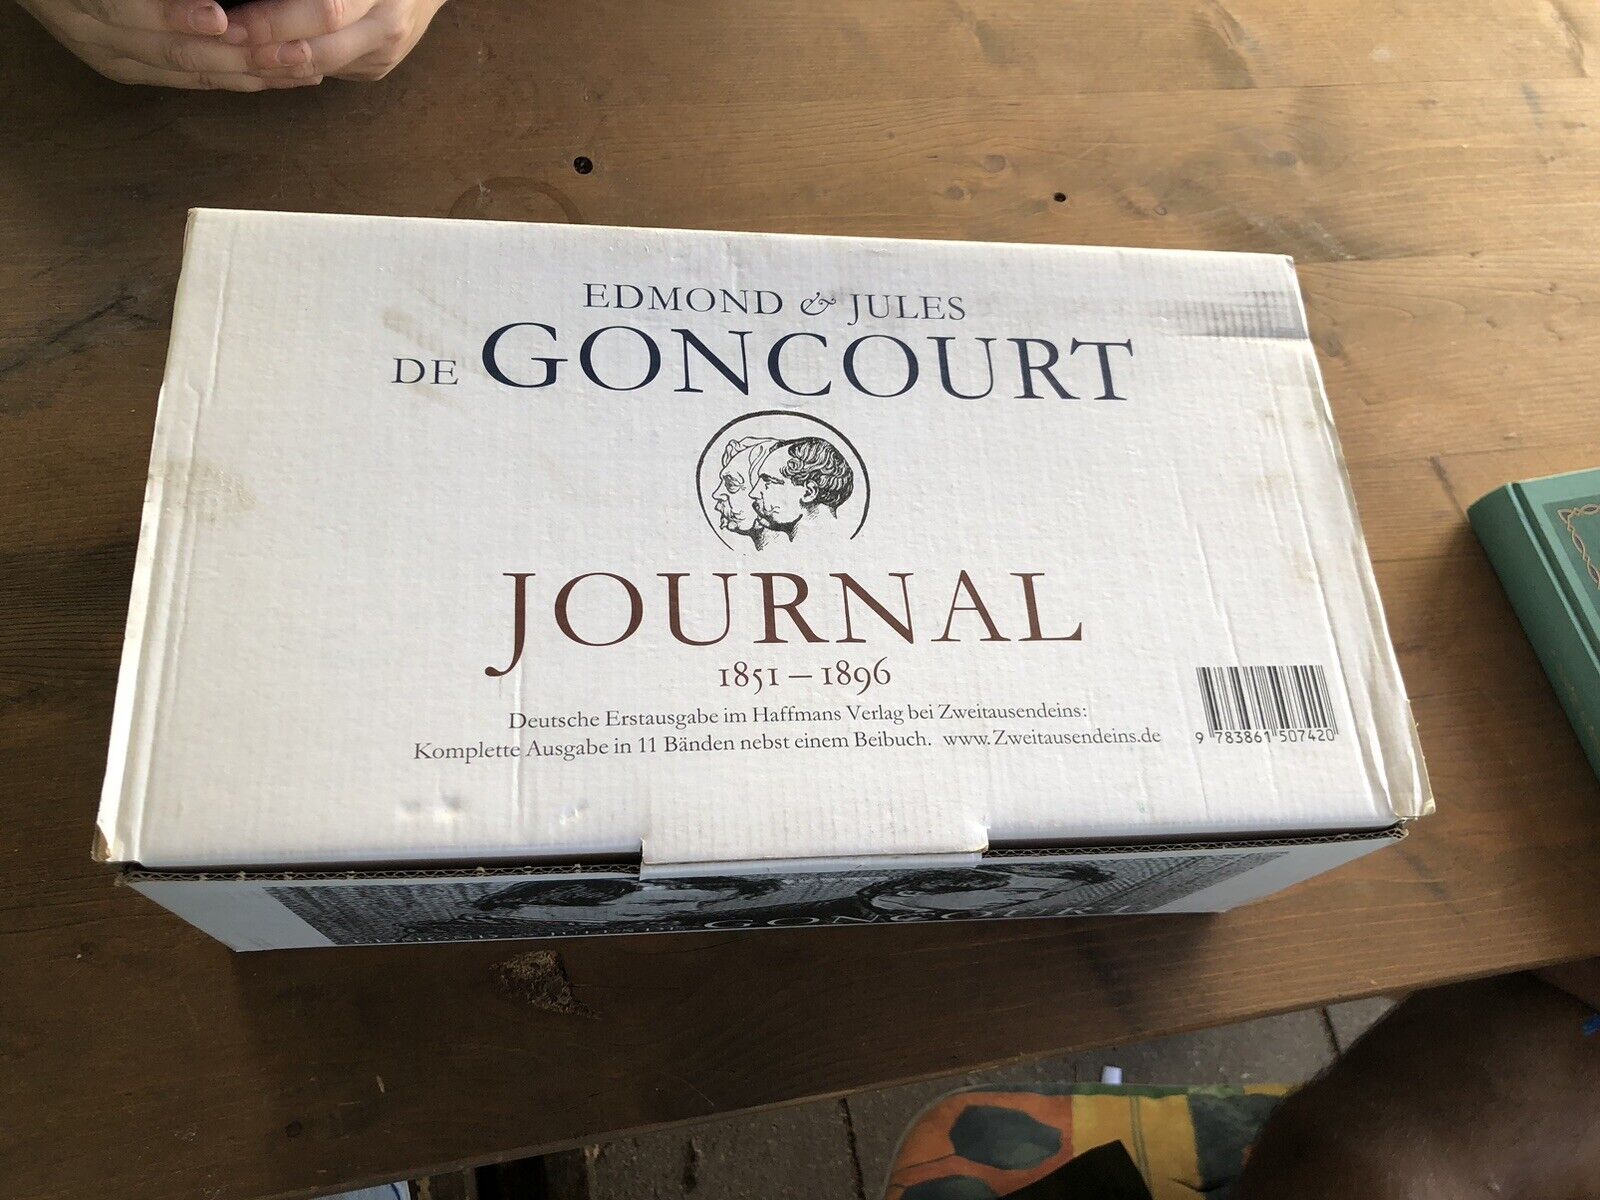 EDMOND & JULES
DE GONCOURT
JOURNAL
1851 – 1896
Deutsche Erstausgabe im Haffmans Verlag bei Zweitausendeins:
Komplette Ausgabe in 11 Bänden nebst einem Beibuch. www.Zweitausendeins.de
9 783861 507420
GONCOURT